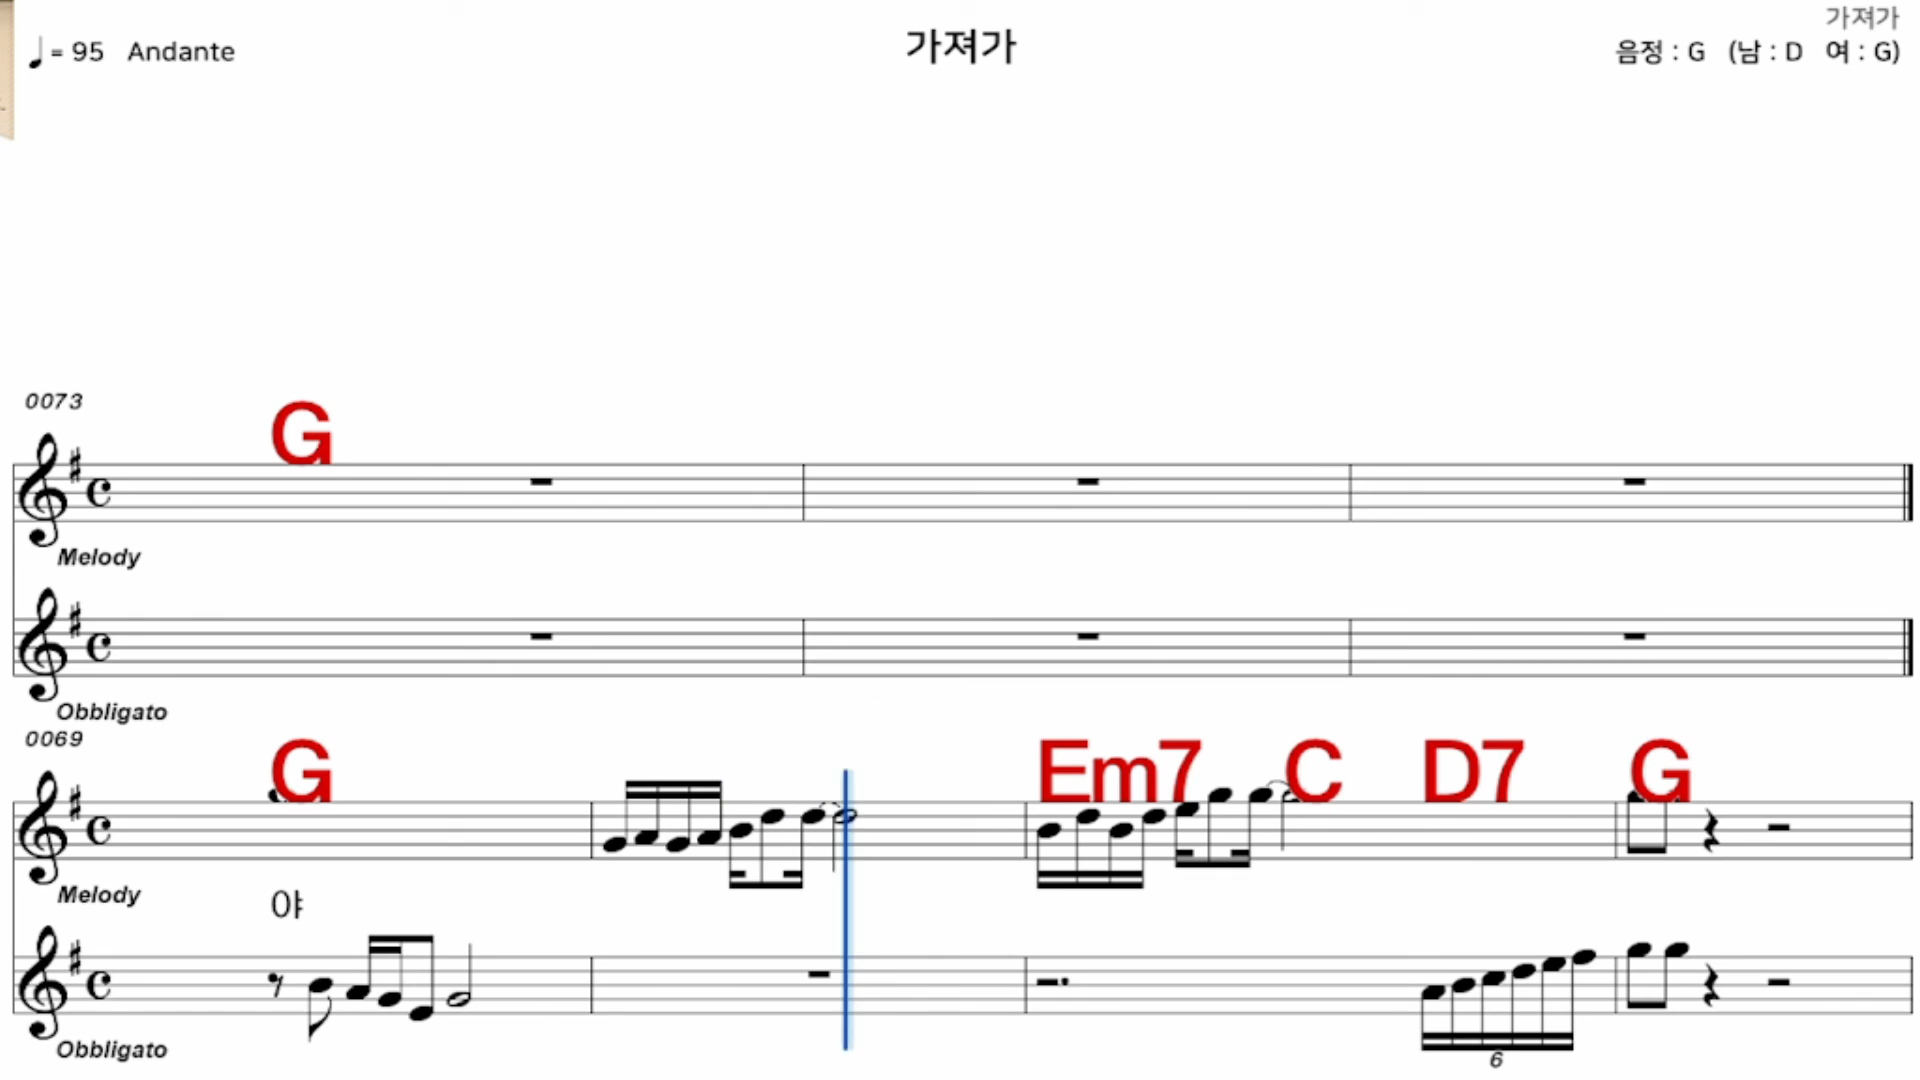 가져가
♩= 95 Andante
가져가
음정 : G (남 : D 여 : G)
0073
G
Melody
Obbligato
0069
G Em7 C D7 G
Melody
야
Obbligato
6